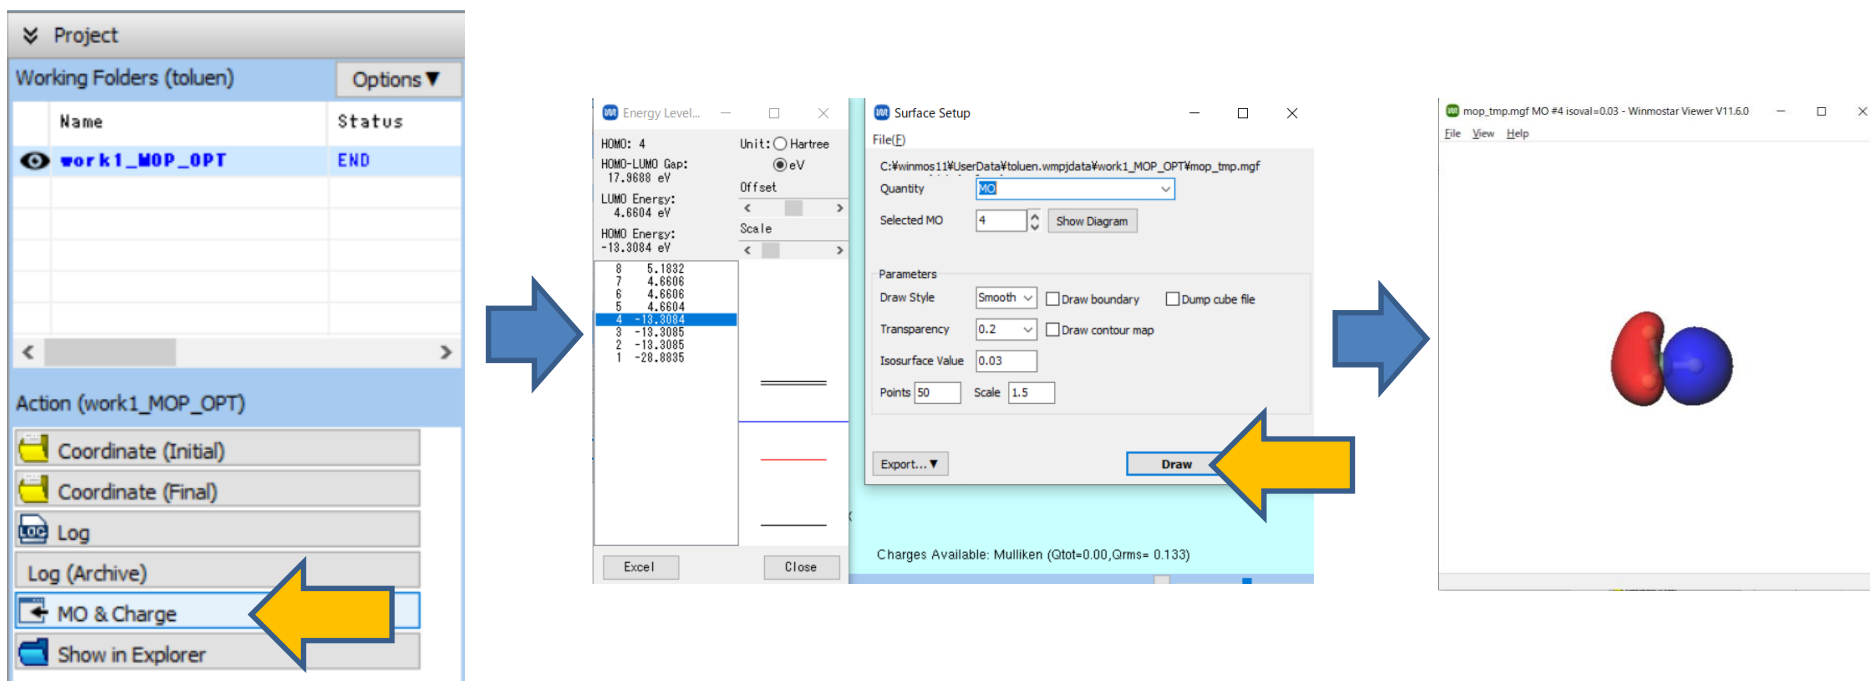 Project
Working Folders (toluen)
Options▼
Name
Status
work1_MOP_OPT
END
Action (work1_MOP_OPT)
Coordinate (Initial)
Coordinate (Final)
LOG
Log
Log (Archive)
MO & Charge
Show in Explorer
Energy Level...
HOMO: 4
Unit: Hartree
HOMO-LUMO Gap:
eV
17.9688 eV
Offset
LUMO Energy:
4.6604 eV
Scale
HOMO Energy:
-13.3084 eV
8 5.1832
7 4.6606
6 4.6606
5 4.6604
4 -13.3084
3 -13.3085
2 -13.3085
1 -28.8835
Excel
Close
Surface Setup
File(F)
C:¥winmos11¥UserData¥toluen.wmpjdata¥work1_MOP_OPT¥mop_tmp.mgf
Quantity
MO
Selected MO
4
Show Diagram
Parameters
Draw Style
Smooth
Draw boundary
Dump cube file
Transparency
0.2
Draw contour map
Isosurface Value
0.03
Points 50
Scale 1.5
Export...▼
Draw
Charges Available: Mulliken (Qtot=0.00,Qrms= 0.133)
mop_tmp.mgf MO #4 isoval=0.03 - Winmostar Viewer V11.6.0
File View Help